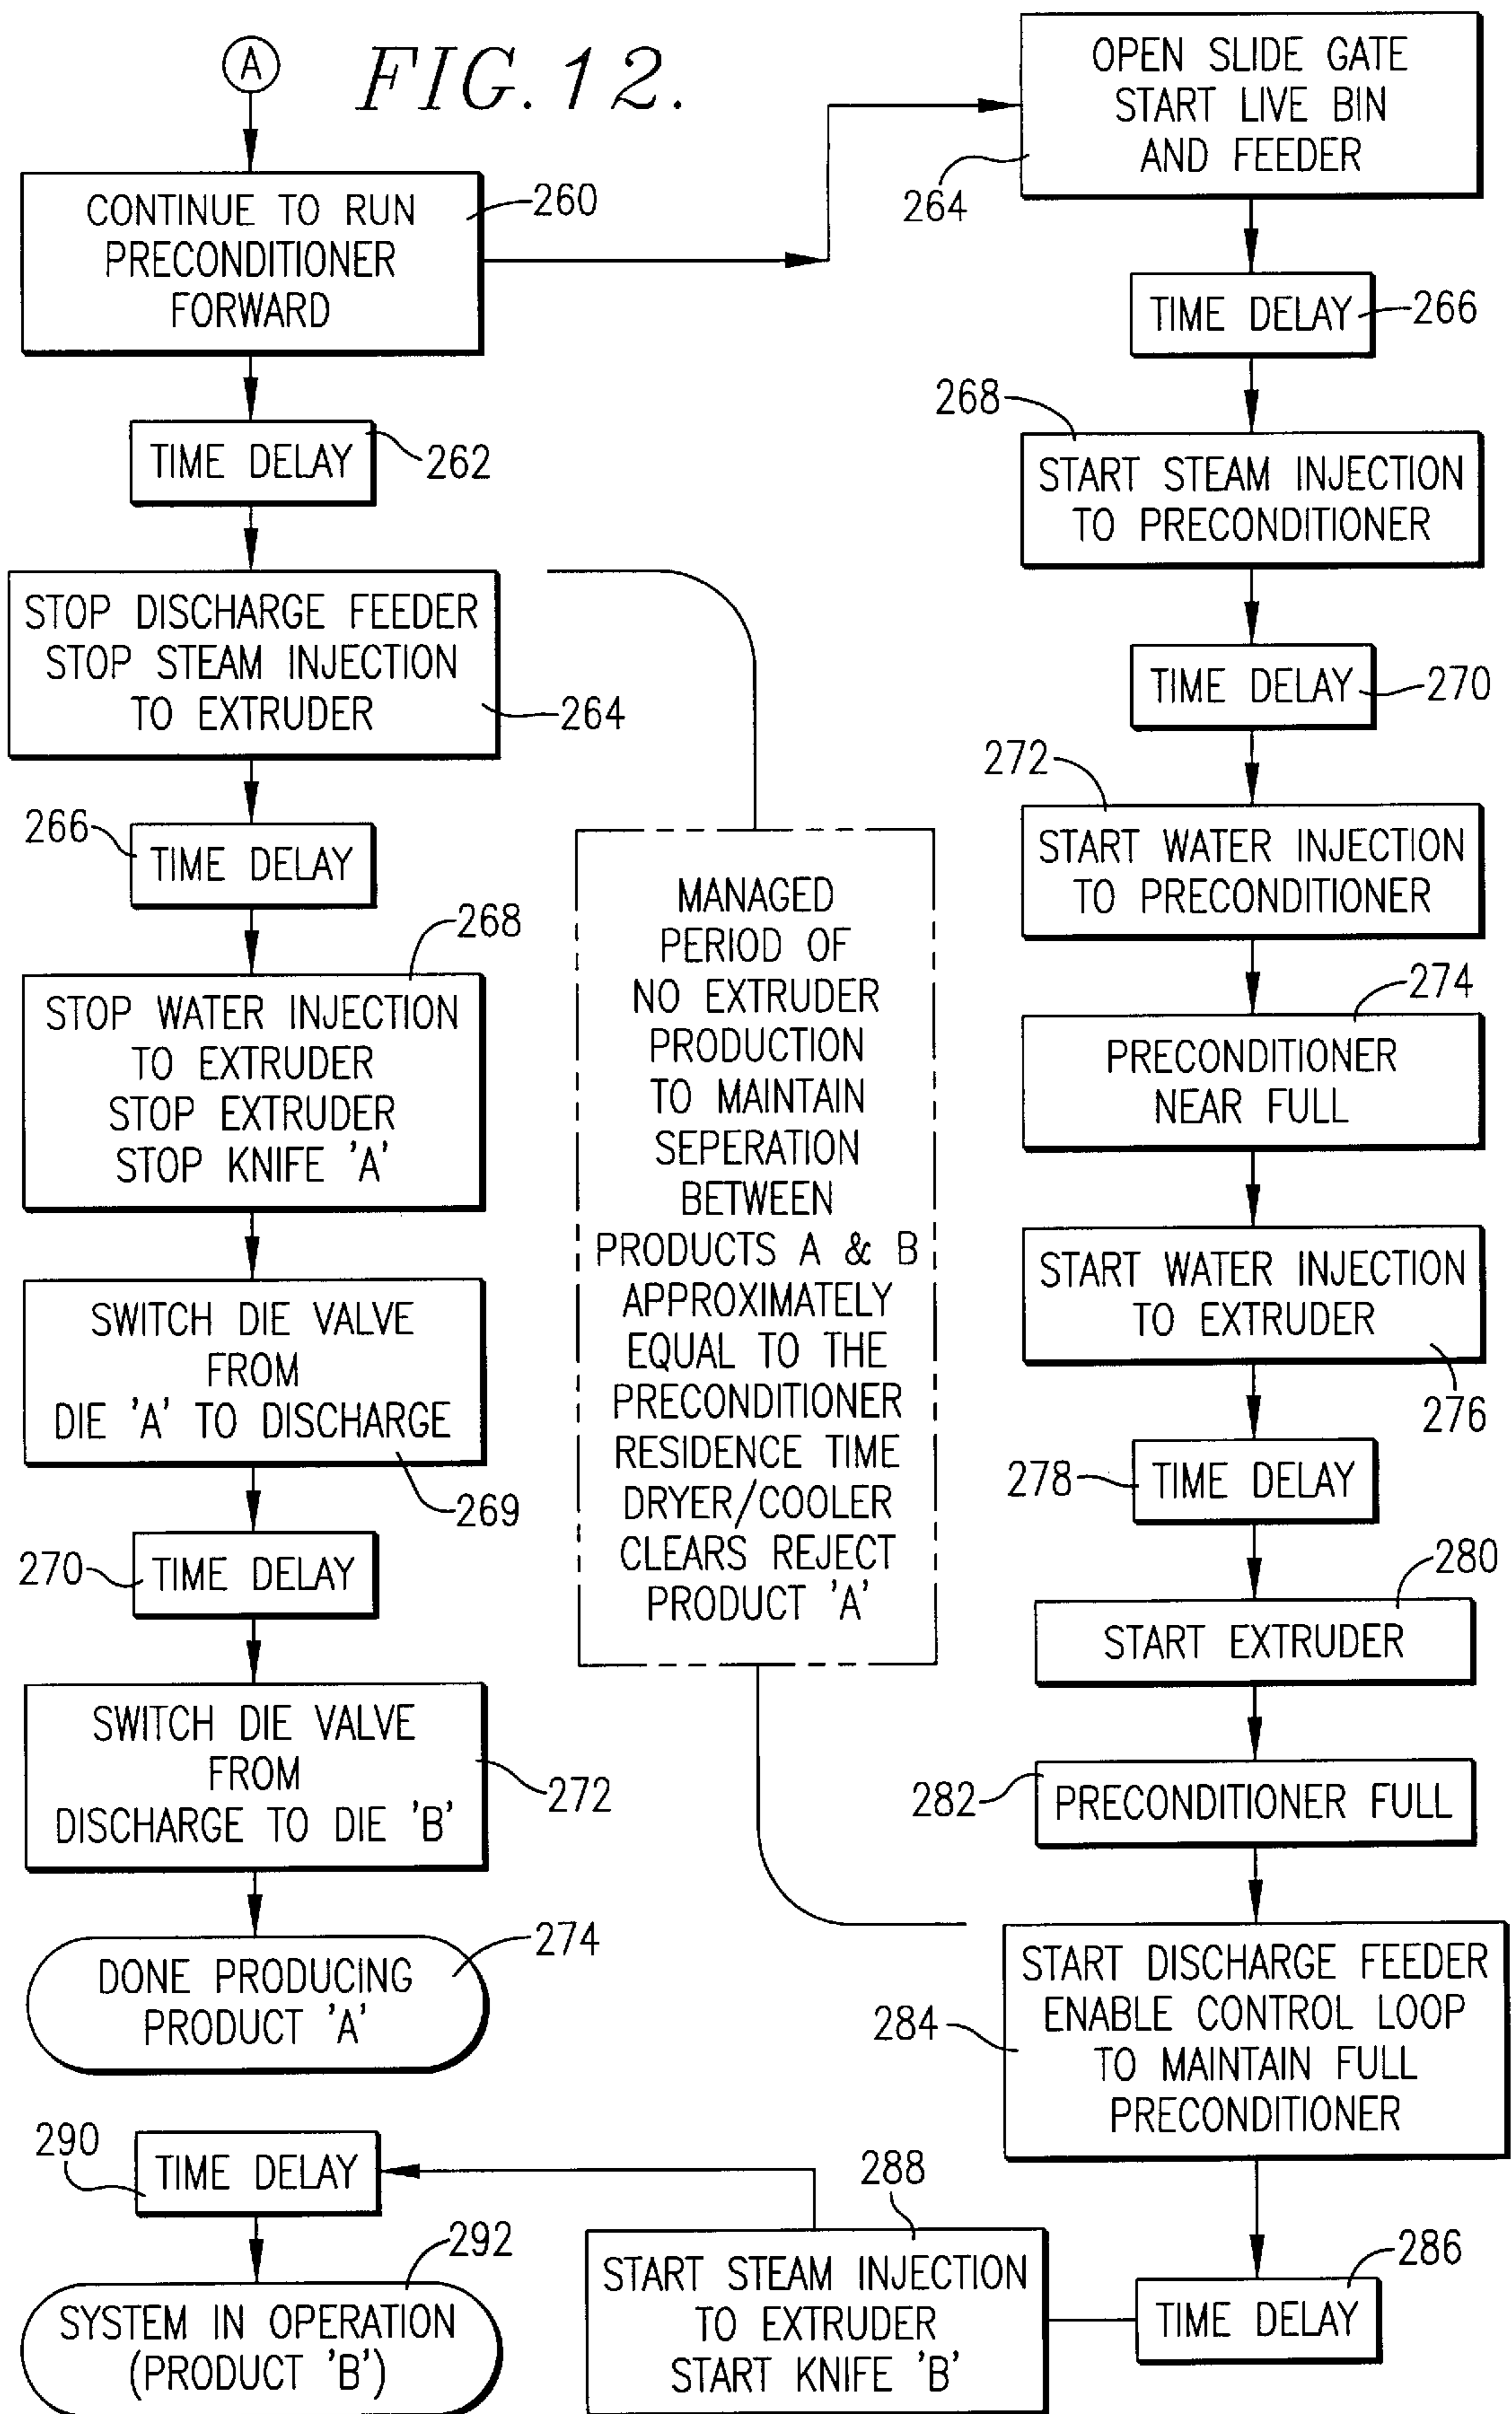 A
FIG. 12.
CONTINUE TO RUN
PRECONDITIONER
FORWARD
260
TIME DELAY
262
STOP DISCHARGE FEEDER
STOP STEAM INJECTION
TO EXTRUDER
264
266
TIME DELAY
268
STOP WATER INJECTION
TO EXTRUDER
STOP EXTRUDER
STOP KNIFE 'A'
SWITCH DIE VALVE
FROM
DIE 'A' TO DISCHARGE
269
270
TIME DELAY
SWITCH DIE VALVE
FROM
DISCHARGE TO DIE 'B'
272
274
DONE PRODUCING
PRODUCT 'A'
MANAGED
PERIOD OF
NO EXTRUDER
PRODUCTION
TO MAINTAIN
SEPERATION
BETWEEN
PRODUCTS A & B
APPROXIMATELY
EQUAL TO THE
PRECONDITIONER
RESIDENCE TIME
DRYER/COOLER
CLEARS REJECT
PRODUCT 'A'
OPEN SLIDE GATE
START LIVE BIN
AND FEEDER
264
TIME DELAY
266
268
START STEAM INJECTION
TO PRECONDITIONER
TIME DELAY
270
272
START WATER INJECTION
TO PRECONDITIONER
274
PRECONDITIONER
NEAR FULL
START WATER INJECTION
TO EXTRUDER
276
278
TIME DELAY
280
START EXTRUDER
282
PRECONDITIONER FULL
START DISCHARGE FEEDER
ENABLE CONTROL LOOP
TO MAINTAIN FULL
PRECONDITIONER
284
286
TIME DELAY
288
START STEAM INJECTION
TO EXTRUDER
START KNIFE 'B'
290
TIME DELAY
292
SYSTEM IN OPERATION
(PRODUCT 'B')